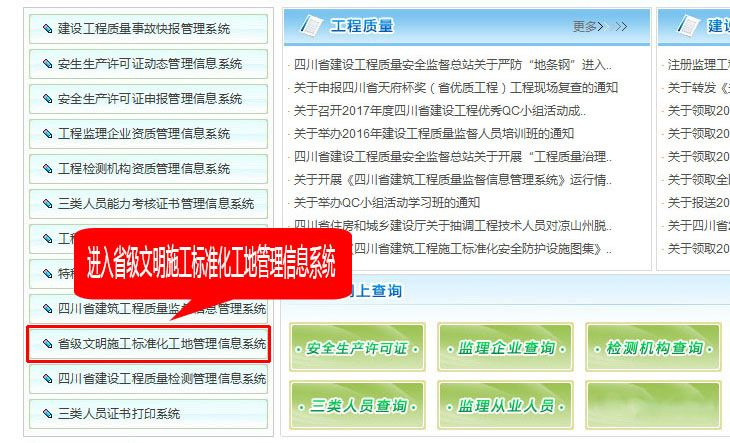 建设工程质量事故快报管理系统
安生生产许可证动态管理信息系统
安全生产许可证申报管理信息系统
工程监理企业资质管理信息系统
工程检测机构资质管理信息系统
三类人员能力考核证书管理信息系统
工程
特种
进入省级文明施工标准化工地管理信息系统
四川省建筑工程质量监督信息管理系统
省级文明施工标准化工地管理信息系统
四川省建设工程质量检测管理信息系统
三类人员证书打印系统
工程质量
更多>>
四川省建设工程质量安全监督总站关于严防“地条钢”进入..
关于申报四川省天府杯奖（省优质工程）工程现场复查的通知
关于召开2017年度四川省建设工程优秀QC小组活动成..
关于举办2016年建设工程质量监督人员培训班的通知
四川省建设工程质量安全监督总站关于开展“工程质量治理..
关于开展《四川省建筑工程质量监督信息管理系统》运行情..
关于举办QC小组活动学习班的通知
四川省住房和城乡建设厅关于抽调工程技术人员对凉山州脱..
《四川省建筑工程施工标准化安全防护设施图集》..
建设
注册监理工程
关于转发《关
关于领取20
关于领取20
关于领取20
关于领取全国
关于报送20
关于四川省2
关于领取20
网上查询
·安全生产许可证·
·监理企业查询·
·检测机构查询·
·三类人员查询·
·监理从业人员·